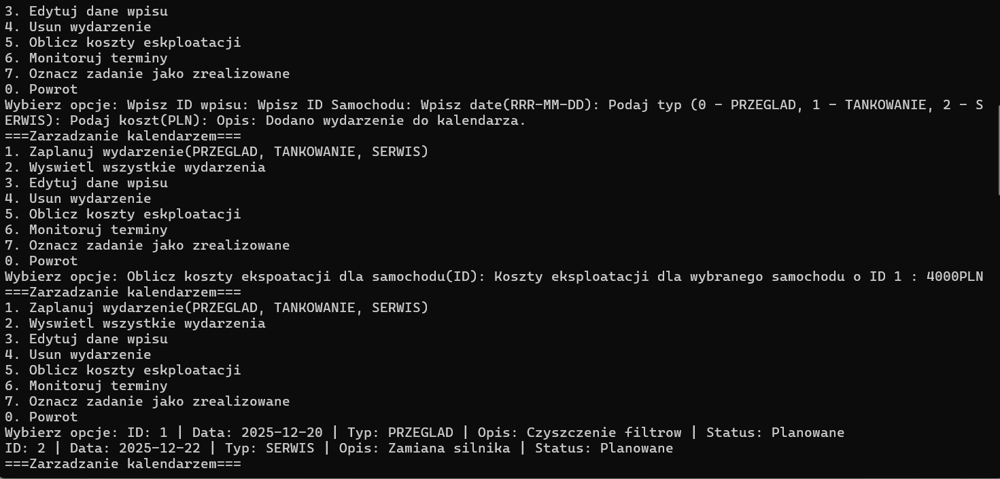 3. Edytuj dane wpisu
4. Usun wydarzenie
5. Oblicz koszty eskploatacji
6. Monitoruj terminy
7. Oznacz zadanie jako zrealizowane
0. Powrot
Wybierz opcje: Wpisz ID wpisu: Wpisz ID Samochodu: Wpisz date(RRR-MM-DD): Podaj typ (0 - PRZEGLAD, 1 - TANKOWANIE, 2 - S
ERWIS): Podaj koszt(PLN): Opis: Dodano wydarzenie do kalendarza.
===Zarzadzanie kalendarzem===
1. Zaplanuj wydarzenie(PRZEGLAD, TANKOWANIE, SERWIS)
2. Wyswietl wszystkie wydarzenia
3. Edytuj dane wpisu
4. Usun wydarzenie
5. Oblicz koszty eskploatacji
6. Monitoruj terminy
7. Oznacz zadanie jako zrealizowane
0. Powrot
Wybierz opcje: Oblicz koszty ekspoatacji dla samochodu(ID): Koszty eksploatacji dla wybranego samochodu o ID 1 : 4000PLN
===Zarzadzanie kalendarzem===
1. Zaplanuj wydarzenie(PRZEGLAD, TANKOWANIE, SERWIS)
2. Wyswietl wszystkie wydarzenia
3. Edytuj dane wpisu
4. Usun wydarzenie
5. Oblicz koszty eskploatacji
6. Monitoruj terminy
7. Oznacz zadanie jako zrealizowane
0. Powrot
Wybierz opcje: ID: 1 | Data: 2025-12-20 | Typ: PRZEGLAD | Opis: Czyszczenie filtrow | Status: Planowane
ID: 2 | Data: 2025-12-22 | Typ: SERWIS | Opis: Zamiana silnika | Status: Planowane
===Zarzadzanie kalendarzem===